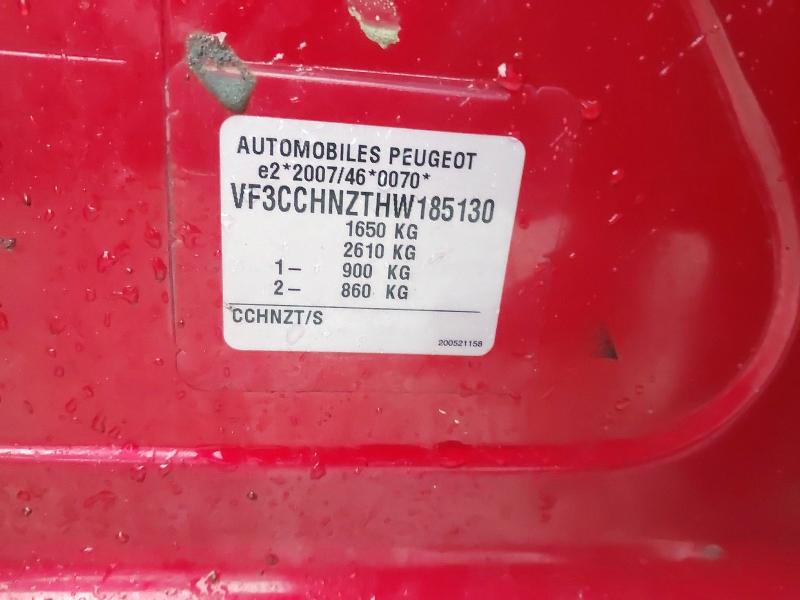 AUTOMOBILES PEUGEOT
e2*2007/46*0070*
VF3CCHNZTHW185130
1650 KG
2610 KG
1– 900 KG
2– 860 KG
CCHNZT/S
200521158